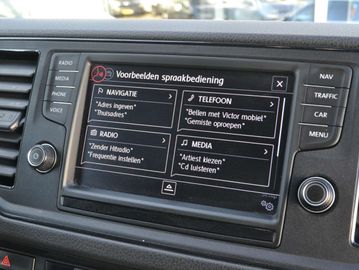 Voorbeelden spraakbediening
NAVIGATIE
"Adres ingeven"
"Thuisadres"
TELEFOON
"Bellen met Victor mobiel"
"Gemiste oproepen"
RADIO
"Zender Hitradio"
"Frequentie instellen"
MEDIA
"Artiest kiezen"
"Cd luisteren"
RADIO
MEDIA
PHONE
VOICE
NAV
TRAFFIC
CAR
MENU